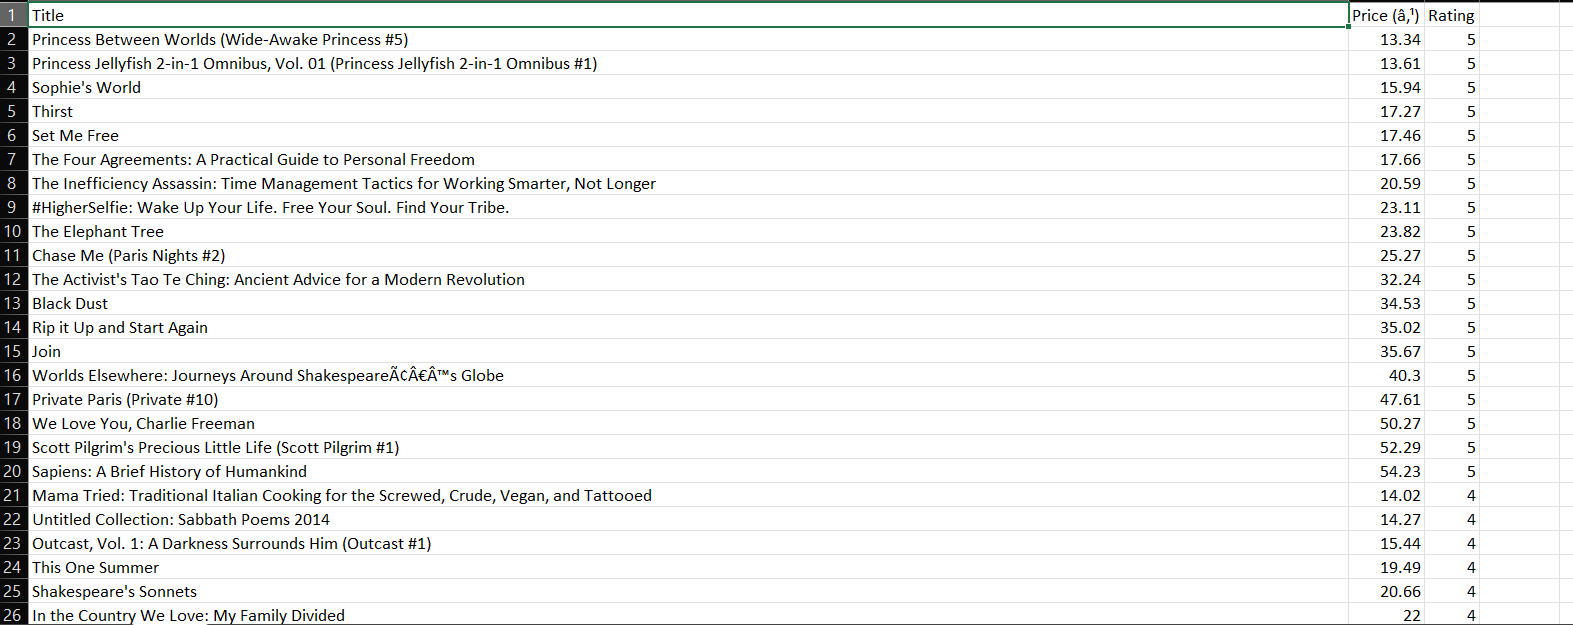 1 Title Price (â‚¹) Rating
2 Princess Between Worlds (Wide-Awake Princess #5) 13.34 5
3 Princess Jellyfish 2-in-1 Omnibus, Vol. 01 (Princess Jellyfish 2-in-1 Omnibus #1) 13.61 5
4 Sophie's World 15.94 5
5 Thirst 17.27 5
6 Set Me Free 17.46 5
7 The Four Agreements: A Practical Guide to Personal Freedom 17.66 5
8 The Inefficiency Assassin: Time Management Tactics for Working Smarter, Not Longer 20.59 5
9 #HigherSelfie: Wake Up Your Life. Free Your Soul. Find Your Tribe. 23.11 5
10 The Elephant Tree 23.82 5
11 Chase Me (Paris Nights #2) 25.27 5
12 The Activist's Tao Te Ching: Ancient Advice for a Modern Revolution 32.24 5
13 Black Dust 34.53 5
14 Rip it Up and Start Again 35.02 5
15 Join 35.67 5
16 Worlds Elsewhere: Journeys Around ShakespeareÃ¢Â€Â™s Globe 40.3 5
17 Private Paris (Private #10) 47.61 5
18 We Love You, Charlie Freeman 50.27 5
19 Scott Pilgrim's Precious Little Life (Scott Pilgrim #1) 52.29 5
20 Sapiens: A Brief History of Humankind 54.23 5
21 Mama Tried: Traditional Italian Cooking for the Screwed, Crude, Vegan, and Tattooed 14.02 4
22 Untitled Collection: Sabbath Poems 2014 14.27 4
23 Outcast, Vol. 1: A Darkness Surrounds Him (Outcast #1) 15.44 4
24 This One Summer 19.49 4
25 Shakespeare's Sonnets 20.66 4
26 In the Country We Love: My Family Divided 22 4